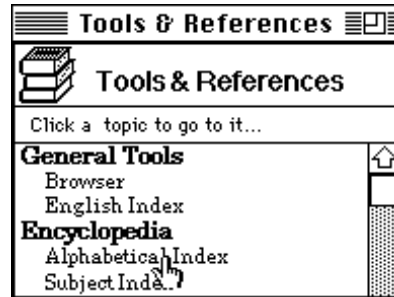 Tools & References
Tools & References
Click a topic to go to it...
General Tools
Browser
English Index
Encyclopedia
Alphabetical Index
Subject Index